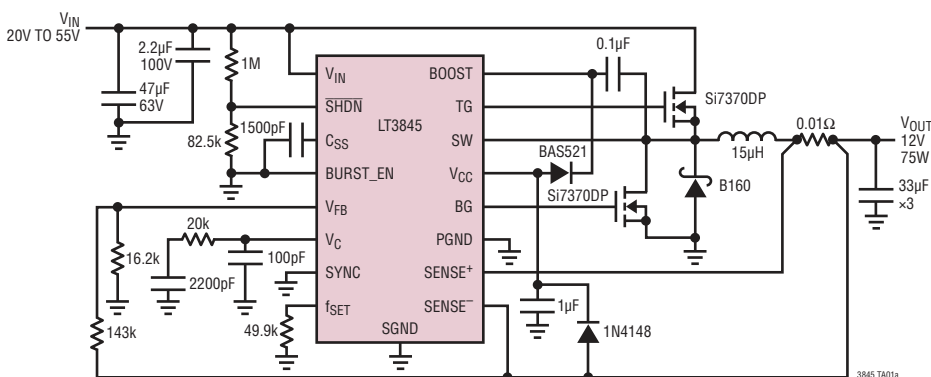 VIN
20V TO 55V
2.2µF
100V
47µF
63V
1M
82.5k
1500pF
VIN
SHDN
CSS
BURST_EN
VFB
VC
SYNC
fSET
LT3845
SGND
BOOST
TG
SW
VCC
BG
PGND
SENSE+
SENSE−
0.1µF
Si7370DP
BAS521
Si7370DP
15µH
0.01Ω
VOUT
12V
75W
B160
33µF
×3
20k
16.2k
2200pF
100pF
143k
49.9k
1µF
1N4148
3845 TA01a